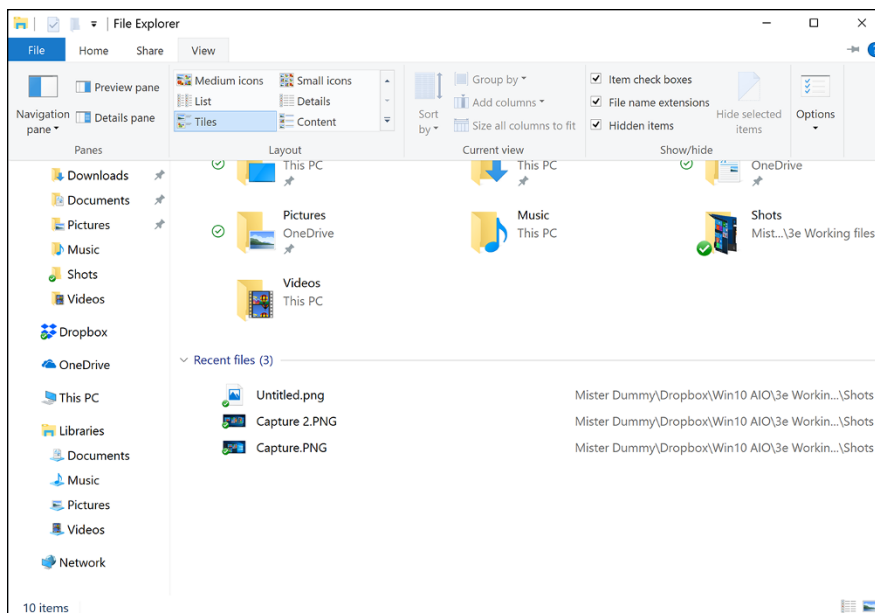 File Explorer
File Home Share View
Navigation pane
Preview pane
Details pane
Panes
Medium icons Small icons
List Details
Tiles Content
Layout
Sort by
Group by
Add columns
Size all columns to fit
Current view
Item check boxes
File name extensions
Hidden items
Hide selected items
Show/hide
Options
Downloads
Documents
Pictures
Music
Shots
Videos
Dropbox
OneDrive
This PC
Libraries
Documents
Music
Pictures
Videos
Network
This PC This PC OneDrive
Pictures Music Shots
OneDrive This PC Mist...\3e Working files
Videos
This PC
Recent files (3)
Untitled.png Mister Dummy\Dropbox\Win10 AIO\3e Workin...\Shots
Capture 2.PNG Mister Dummy\Dropbox\Win10 AIO\3e Workin...\Shots
Capture.PNG Mister Dummy\Dropbox\Win10 AIO\3e Workin...\Shots
10 items